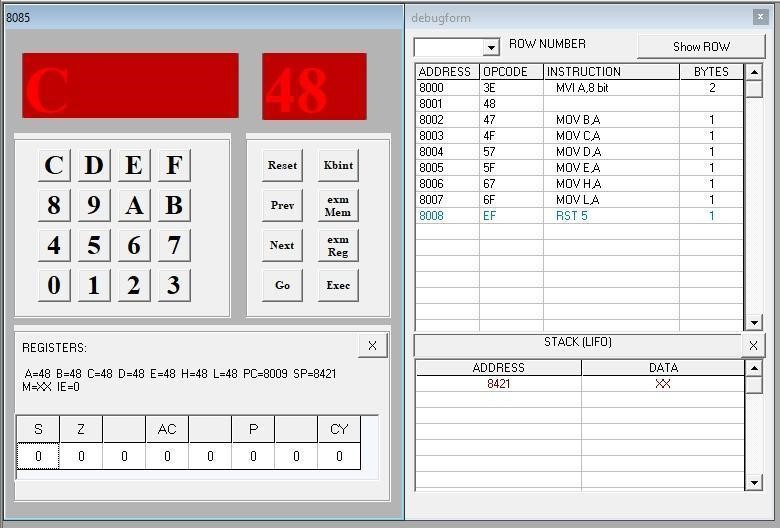 8085
C 48
C D E F
8 9 A B
4 5 6 7
0 1 2 3
Reset Kbint
Prev exm Mem
Next exm Reg
Go Exec
REGISTERS: X
A=48 B=48 C=48 D=48 E=48 H=48 L=48 PC=8009 SP=8421
M=XX IE=0
S Z AC P CY
0 0 0 0 0 0 0 0
debugform x
ROW NUMBER Show ROW
ADDRESS OPCODE INSTRUCTION BYTES
8000 3E MVI A,8 bit 2
8001 48
8002 47 MOV B,A 1
8003 4F MOV C,A 1
8004 57 MOV D,A 1
8005 5F MOV E,A 1
8006 67 MOV H,A 1
8007 6F MOV L,A 1
8008 EF RST 5 1
STACK (LIFO) X
ADDRESS DATA
8421 XX